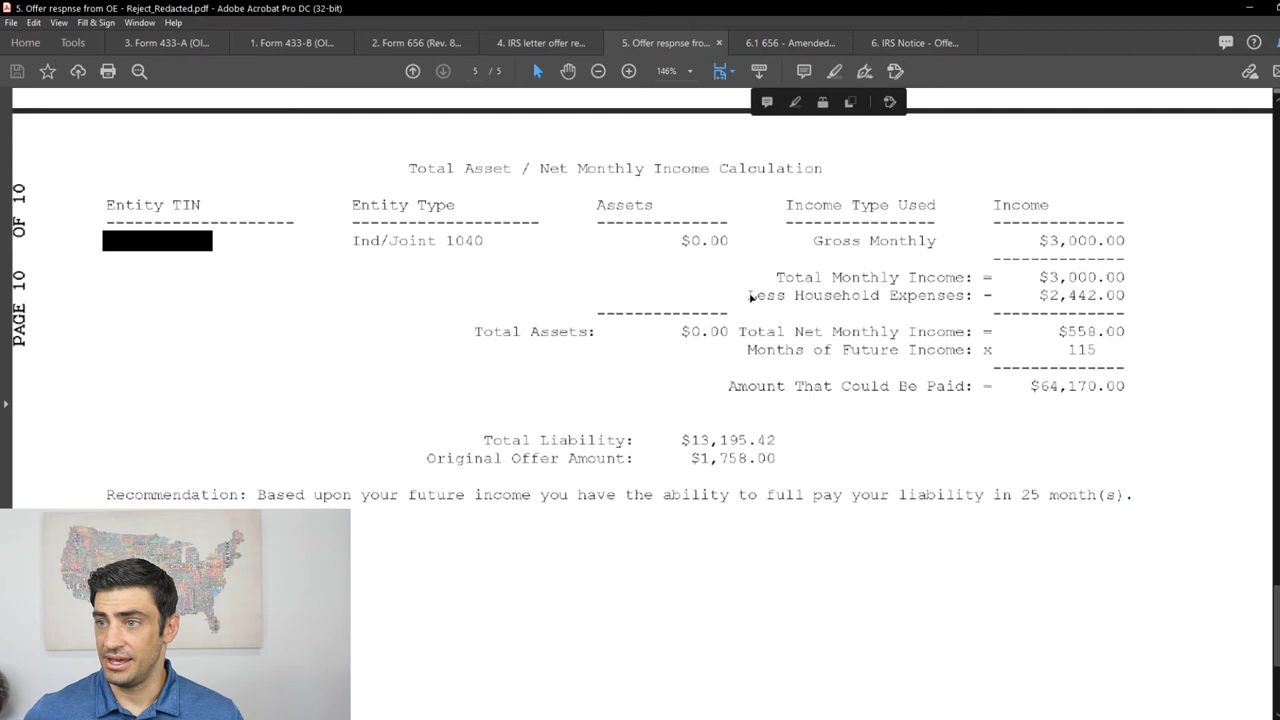 5. Offer respnse from OE - Reject_Redacted.pdf - Adobe Acrobat Pro DC (32-bit)
File Edit View Fill & Sign Window Help
Home Tools 3. Form 433-A (OI... 1. Form 433-B (OI... 2. Form 656 (Rev. 8... 4. IRS letter offer re... 5. Offer respnse fro... × 6.1 656 - Amended... 6. IRS Notice - Offe...
5 / 5 146%
PAGE 10 OF 10
Total Asset / Net Monthly Income Calculation
Entity TIN Entity Type Assets Income Type Used Income
Ind/Joint 1040 $0.00 Gross Monthly $3,000.00
Total Monthly Income: = $3,000.00
Less Household Expenses: - $2,442.00
Total Assets: $0.00 Total Net Monthly Income: = $558.00
Months of Future Income: x 115
Amount That Could Be Paid: = $64,170.00
Total Liability: $13,195.42
Original Offer Amount: $1,758.00
Recommendation: Based upon your future income you have the ability to full pay your liability in 25 month(s).
CHICAGO